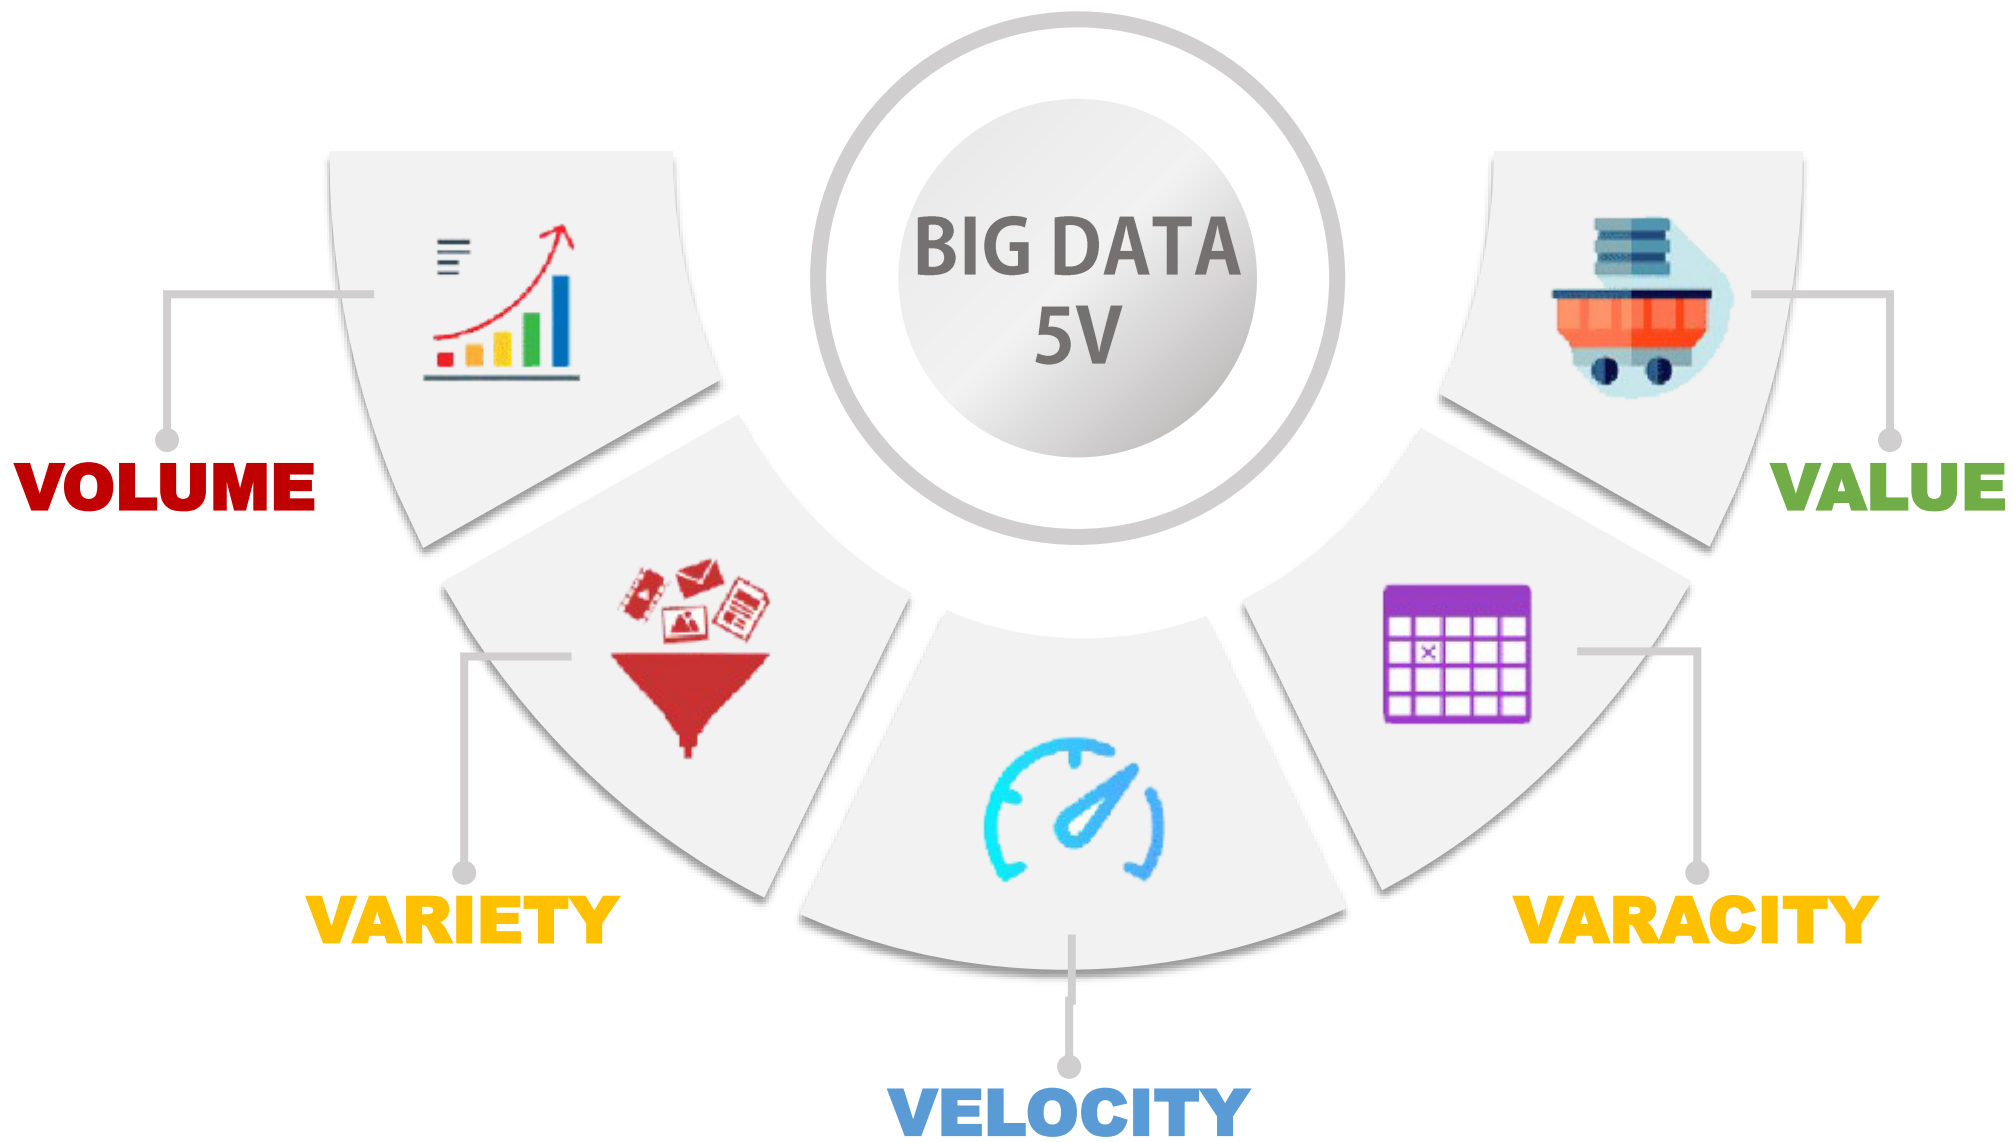 BIG DATA
5V
VOLUME
VALUE
VARIETY
VARACITY
VELOCITY